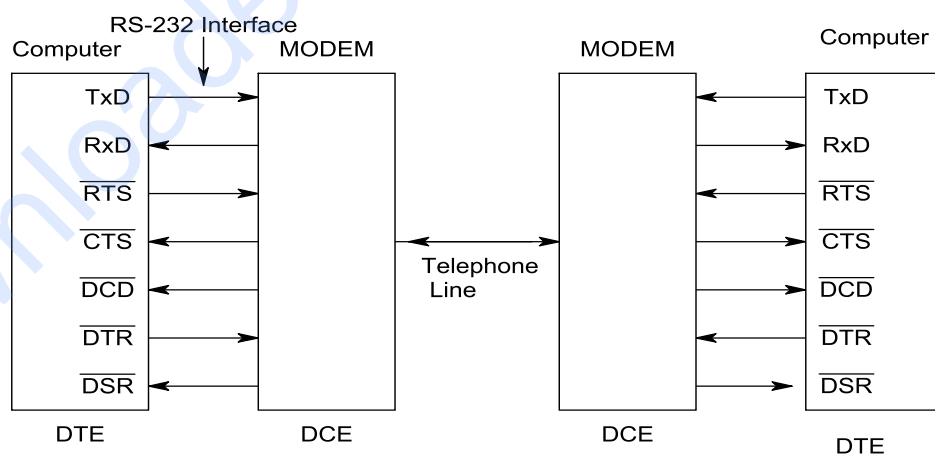 RS-232 Interface
Computer
MODEM
MODEM
Computer
TxD
RxD
RTS
CTS
DCD
DTR
DSR
Telephone
Line
TxD
RxD
RTS
CTS
DCD
DTR
DSR
DTE
DCE
DCE
DTE